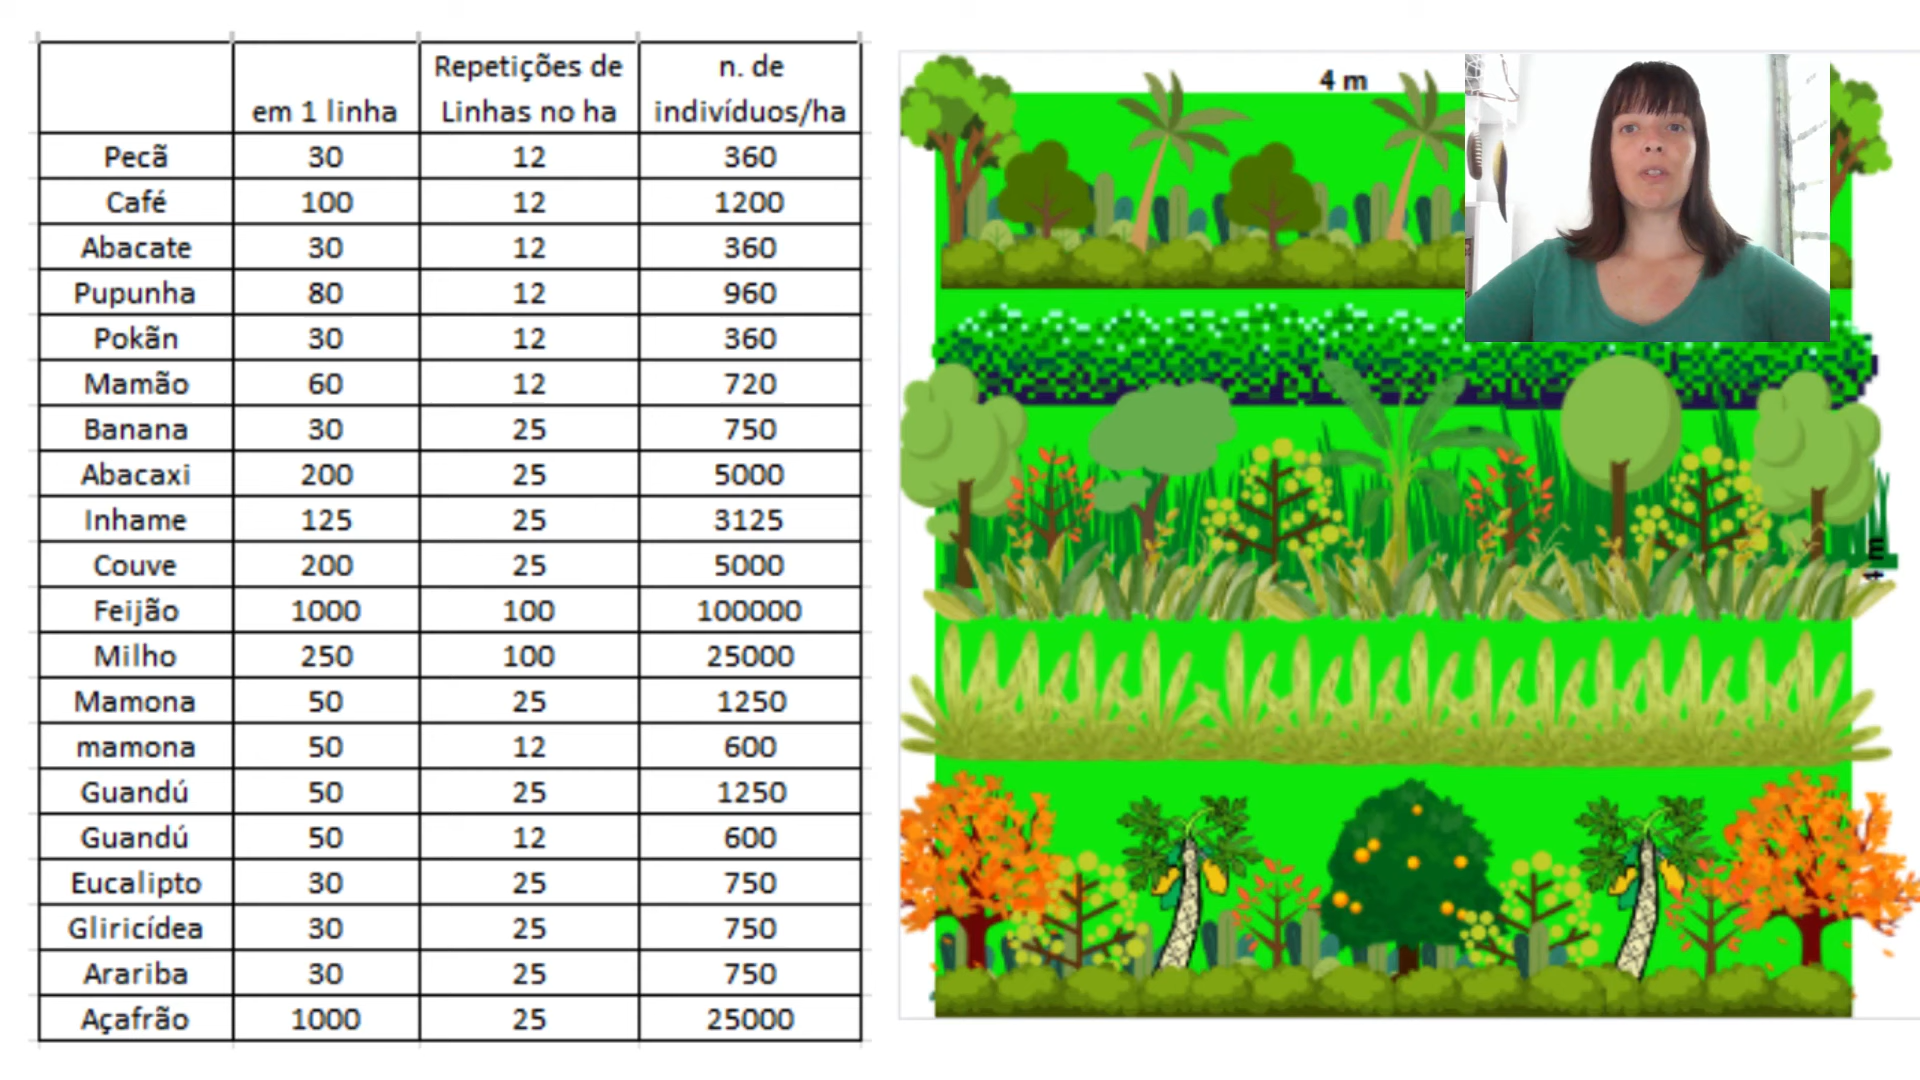 em 1 linha Repetições de Linhas no ha n. de indivíduos/ha
Pecã 30 12 360
Café 100 12 1200
Abacate 30 12 360
Pupunha 80 12 960
Pokãn 30 12 360
Mamão 60 12 720
Banana 30 25 750
Abacaxi 200 25 5000
Inhame 125 25 3125
Couve 200 25 5000
Feijão 1000 100 100000
Milho 250 100 25000
Mamona 50 25 1250
mamona 50 12 600
Guandú 50 25 1250
Guandú 50 12 600
Eucalipto 30 25 750
Gliricídea 30 25 750
Arariba 30 25 750
Açafrão 1000 25 25000
4 m